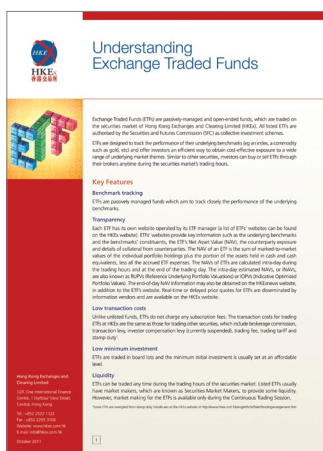 Understanding
Exchange Traded Funds
HKEx
香港交易所
ETF
Exchange Traded Funds (ETFs) are passively-managed and open-ended funds, which are traded on
the securities market of Hong Kong Exchanges and Clearing Limited (HKEx). All listed ETFs are
authorised by the Securities and Futures Commission (SFC) as collective investment schemes.
ETFs are designed to track the performance of their underlying benchmarks (eg an index, a commodity
such as gold, etc) and offer investors an efficient way to obtain cost-effective exposure to a wide
range of underlying market themes. Similar to other securities, investors can buy or sell ETFs through
their brokers anytime during the securities market's trading hours.
Key Features
Benchmark tracking
ETFs are passively managed funds which aim to track closely the performance of the underlying
benchmarks.
Transparency
Each ETF has its own website operated by its ETF manager (a list of ETFs' websites can be found
on the HKEx website). ETFs' websites provide key information such as the underlying benchmarks
and the benchmarks' constituents, the ETF's Net Asset Value (NAV), the counterparty exposure
and details of collateral from counterparties. The NAV of an ETF is the sum of marked-to-market
values of the individual portfolio holdings plus the portion of the assets held in cash and cash
equivalents, less all the accrued ETF expenses. The NAVs of ETFs are calculated intra-day during
the trading hours and at the end of the trading day. The intra-day estimated NAVs, or iNAVs,
are also known as RUPVs (Reference Underlying Portfolio Valuations) or IOPVs (Indicative Optimised
Portfolio Values). The end-of-day NAV information may also be obtained on the HKExnews website,
in addition to the ETF's website. Real-time or delayed price quotes for ETFs are disseminated by
information vendors and are available on the HKEx website.
Low transaction costs
Unlike unlisted funds, ETFs do not charge any subscription fees. The transaction costs for trading
ETFs at HKEx are the same as those for trading other securities, which include brokerage commission,
transaction levy, investor compensation levy (currently suspended), trading fee, trading tariff and
stamp duty¹.
Low minimum investment
ETFs are traded in board lots and the minimum initial investment is usually set at an affordable
level.
Liquidity
ETFs can be traded any time during the trading hours of the securities market. Listed ETFs usually
have market makers, which are known as Securities Market Makers, to provide some liquidity.
However, market making for the ETFs is available only during the Continuous Trading Session.
Hong Kong Exchanges and
Clearing Limited
12/F, One International Finance
Centre, 1 Harbour View Street,
Central, Hong Kong
October 2011
1